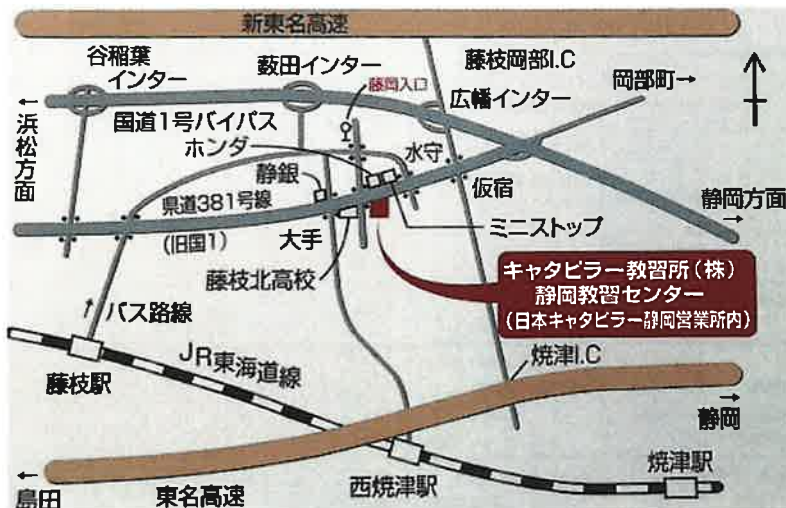 新東名高速
谷稲葉
インター
薮田インター
藤岡入口
藤枝岡部I.C
広幡インター
岡部町→
←
浜松方面
国道1号バイパス
ホンダ
水守
静銀
県道381号線
(旧国1)
大手
仮宿
静岡方面
→
ミニストップ
藤枝北高校
キャタピラー教習所(株)
静岡教習センター
(日本キャタピラー静岡営業所内)
バス路線
JR東海道線
藤枝駅
焼津I.C
→
静岡
←
島田
東名高速
西焼津駅
焼津駅